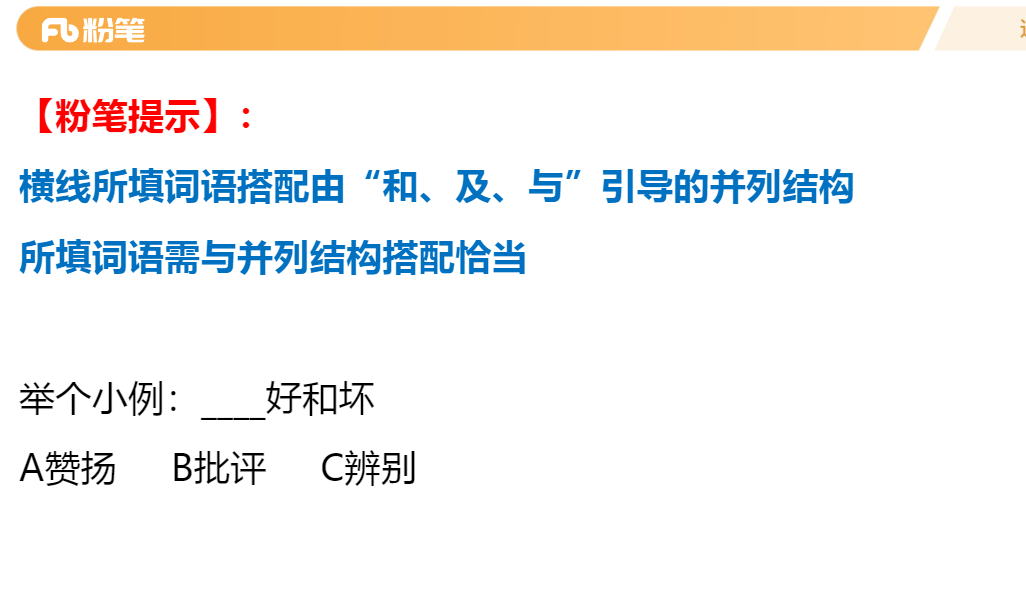 粉笔
【粉笔提示】：
横线所填词语搭配由“和、及、与”引导的并列结构
所填词语需与并列结构搭配恰当
举个小例：____好和坏
A赞扬 B批评 C辨别